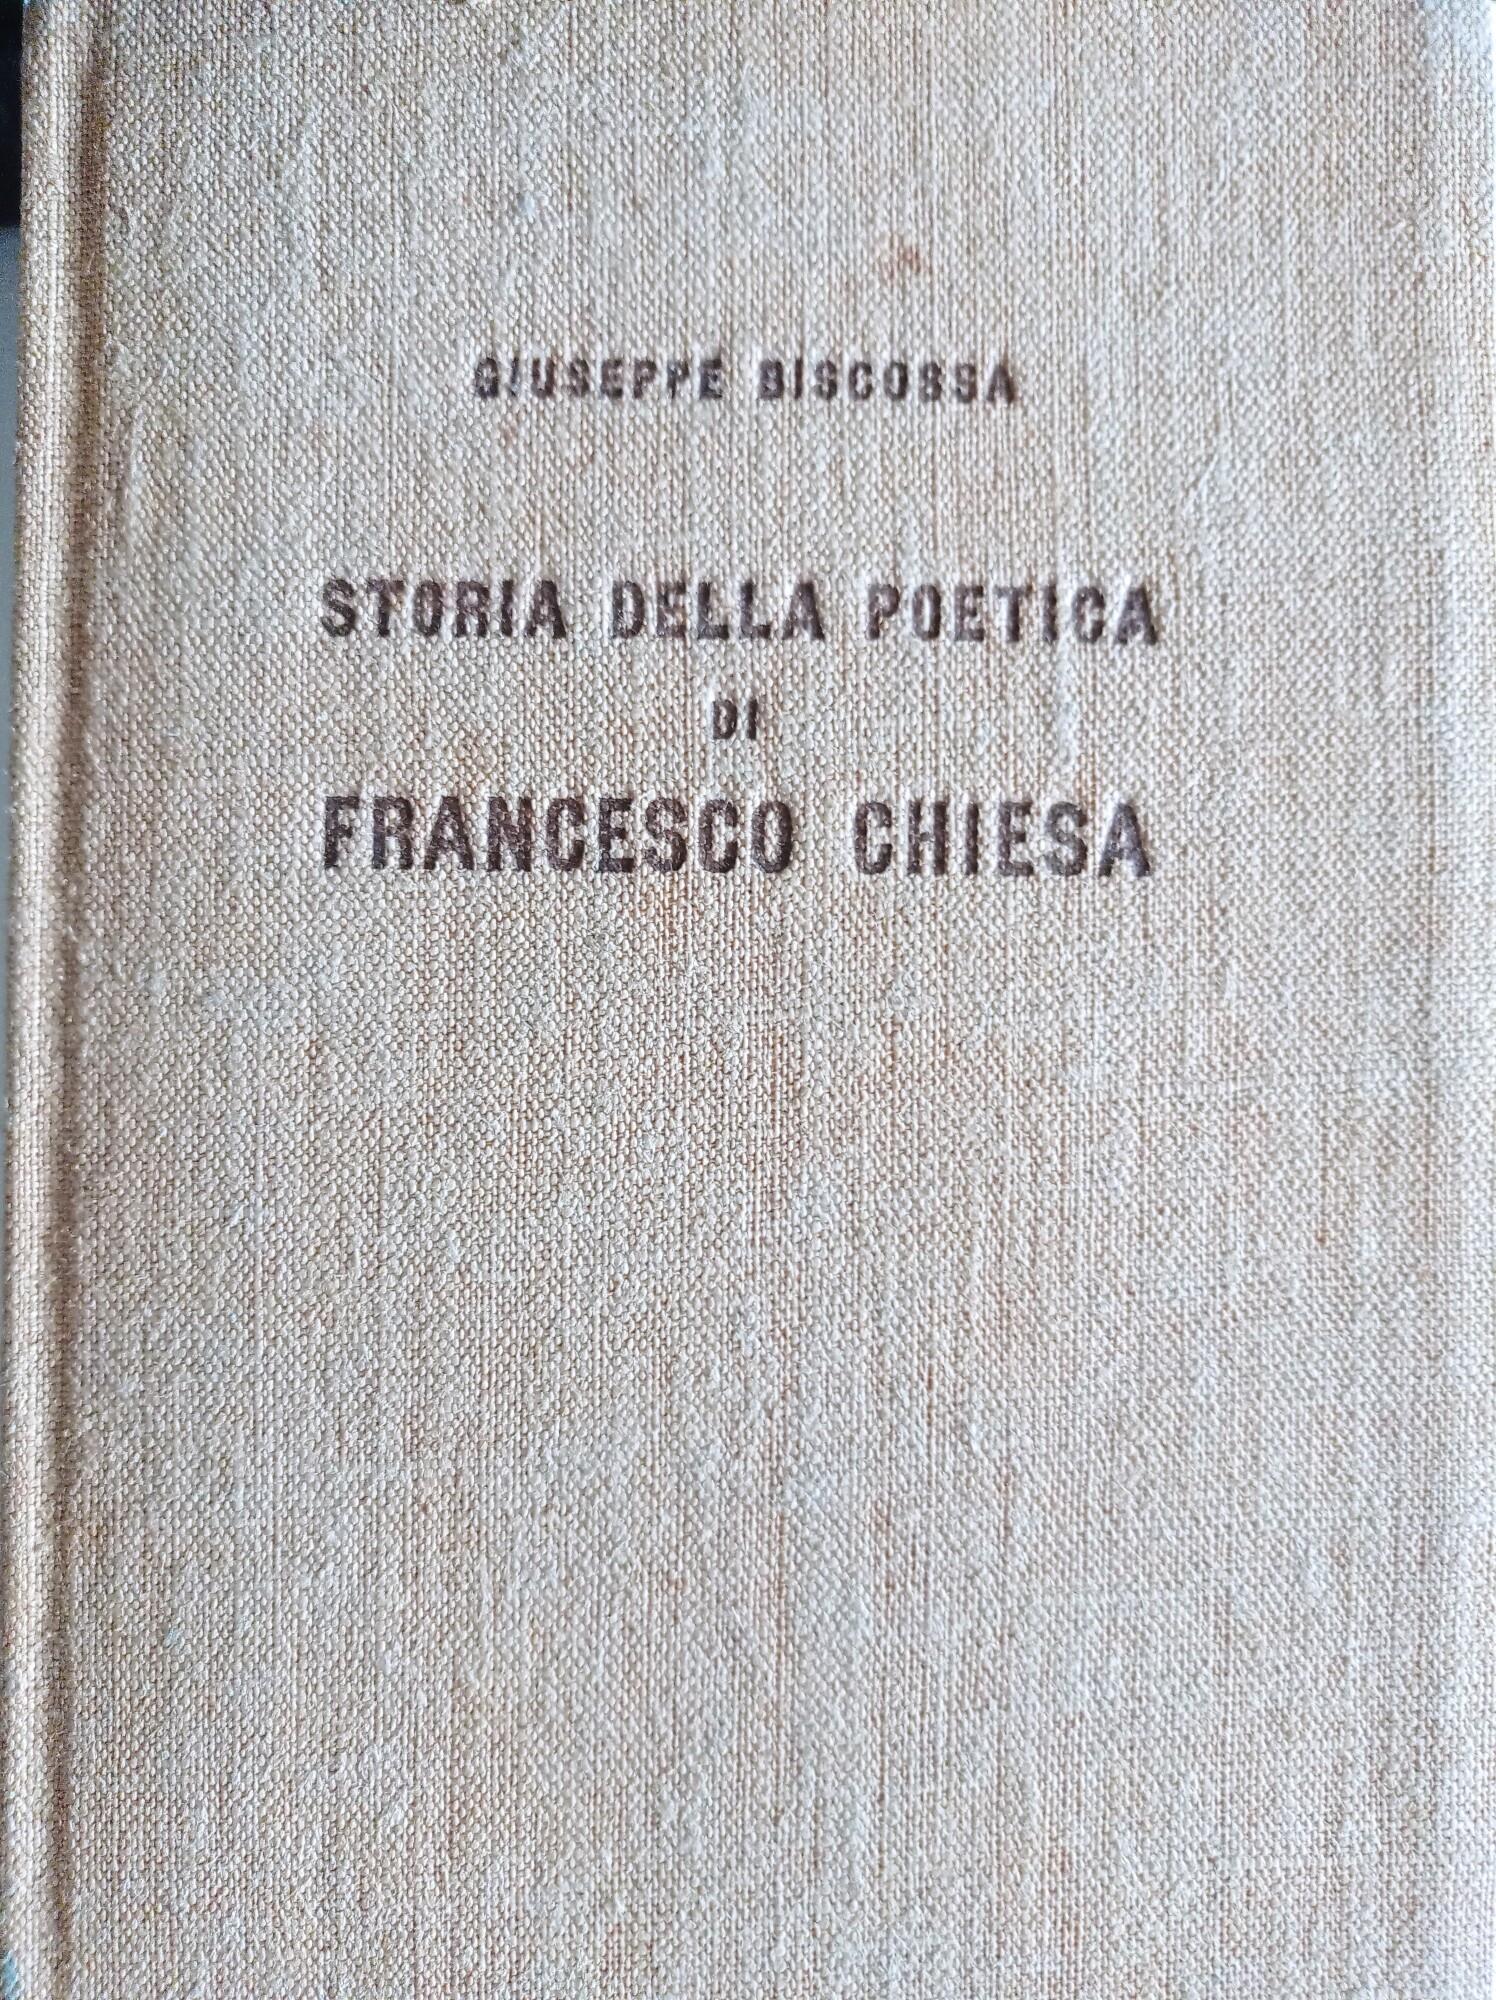 GIUSEPPE BISCOSSA
STORIA DELLA POETICA
DI
FRANCESCO CHIESA